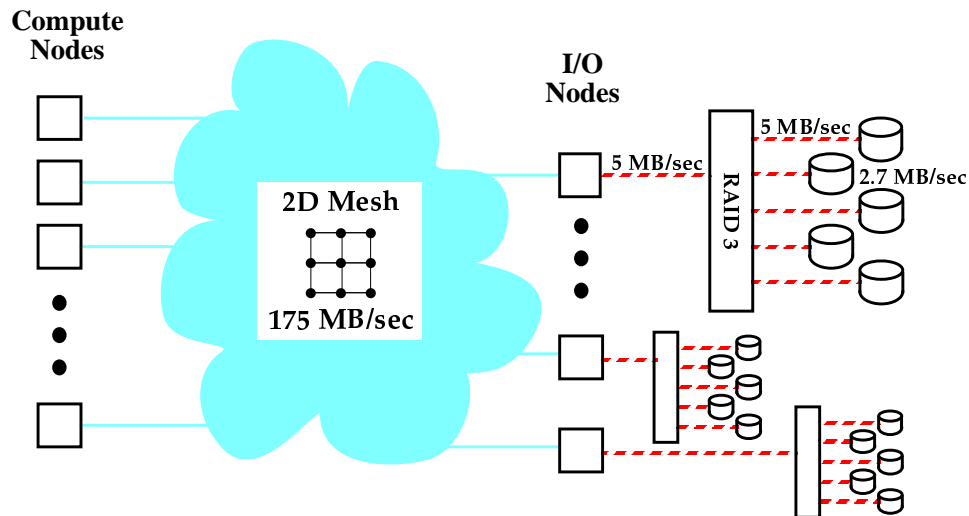 Compute
Nodes
I/O
Nodes
5 MB/sec
5 MB/sec
2.7 MB/sec
RAID 3
2D Mesh
175 MB/sec